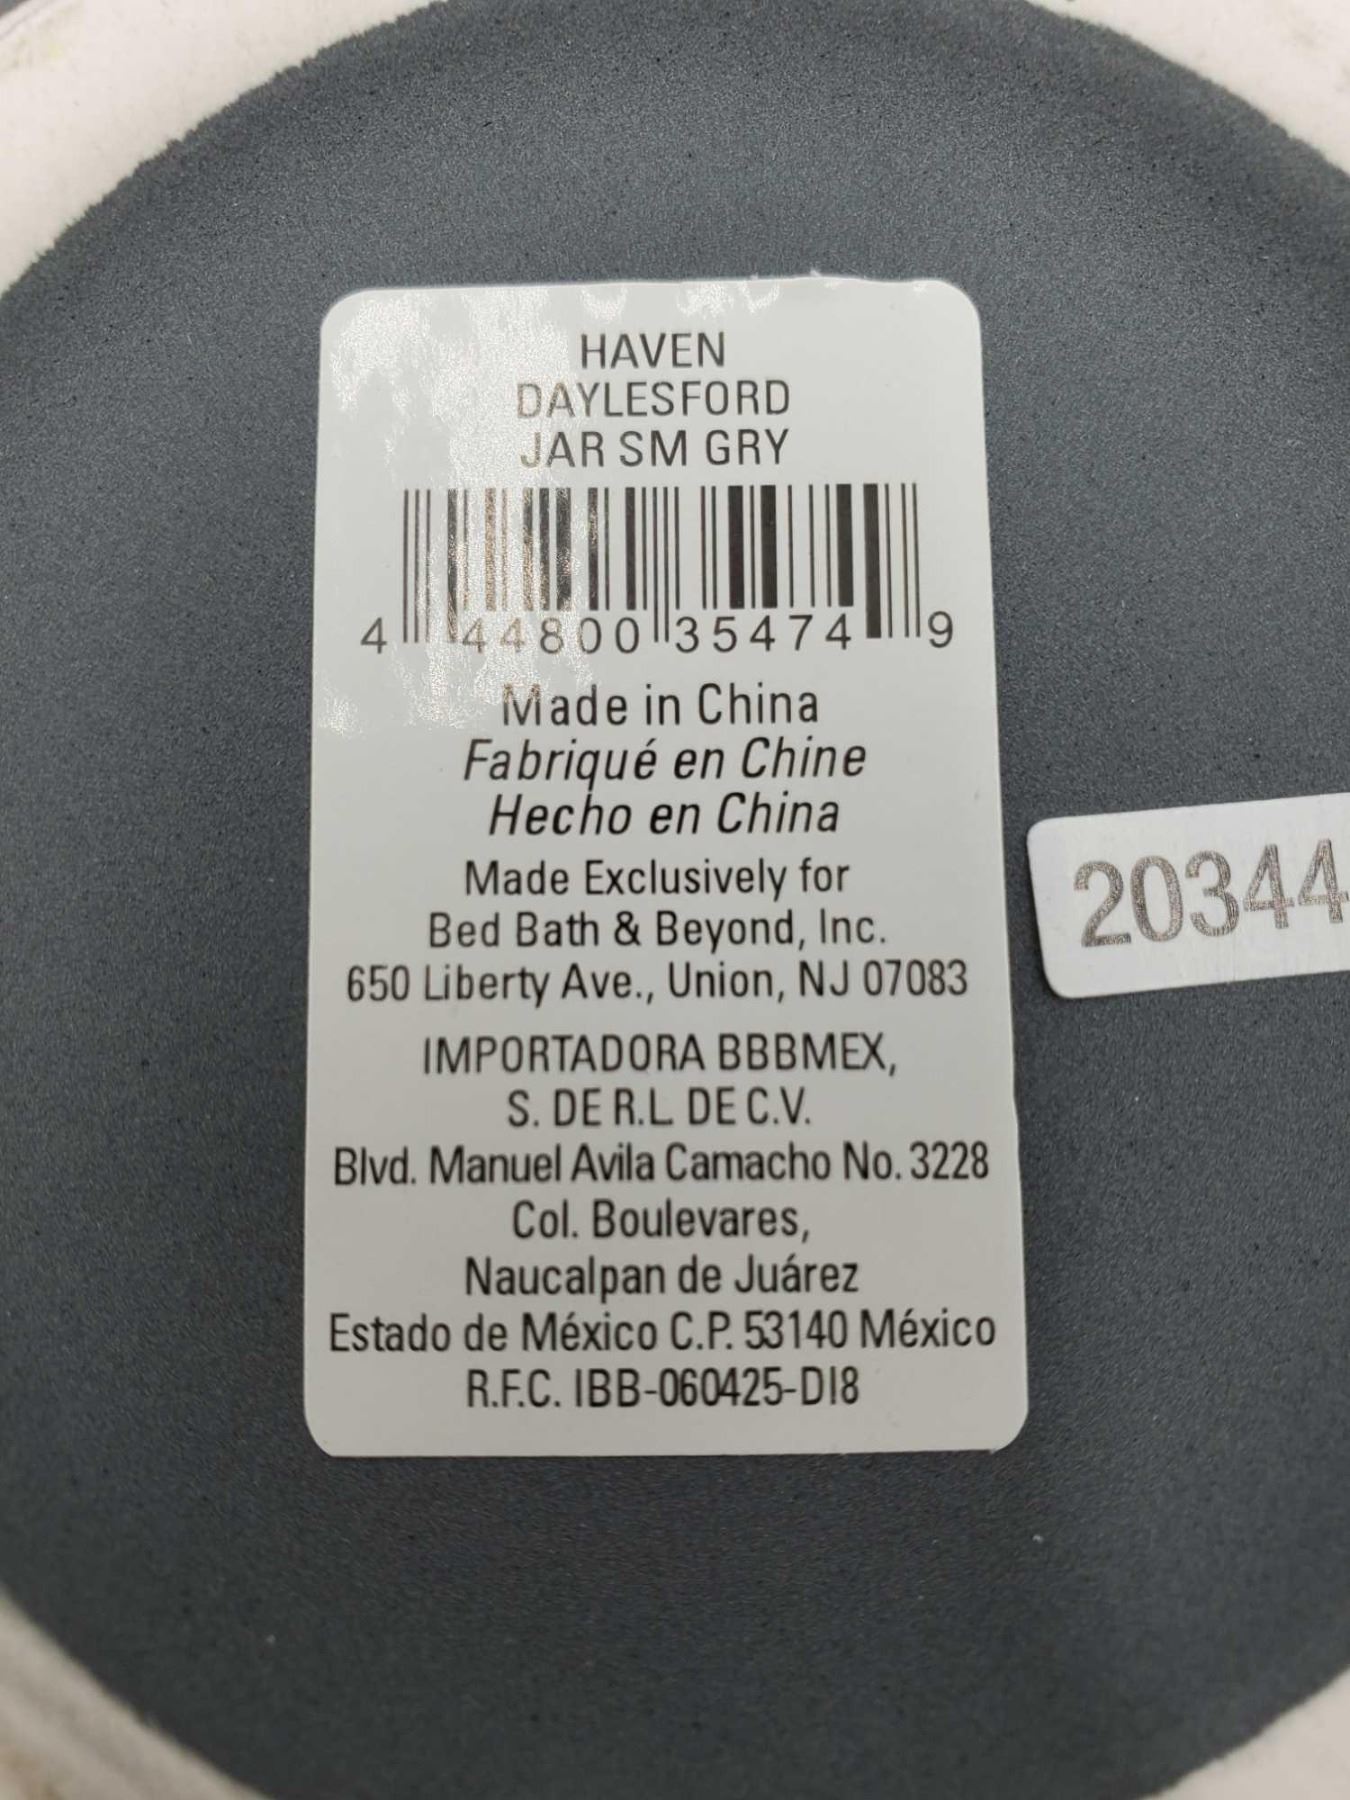 HAVEN
DAYLESFORD
JAR SM GRY
4 44800 35474 9
Made in China
Fabriqué en Chine
Hecho en China
Made Exclusively for
Bed Bath & Beyond, Inc.
650 Liberty Ave., Union, NJ 07083
IMPORTADORA BBBMEX,
S. DE R.L. DE C.V.
Blvd. Manuel Avila Camacho No. 3228
Col. Boulevares,
Naucalpan de Juárez
Estado de México C.P. 53140 México
R.F.C. IBB-060425-DI8
20344